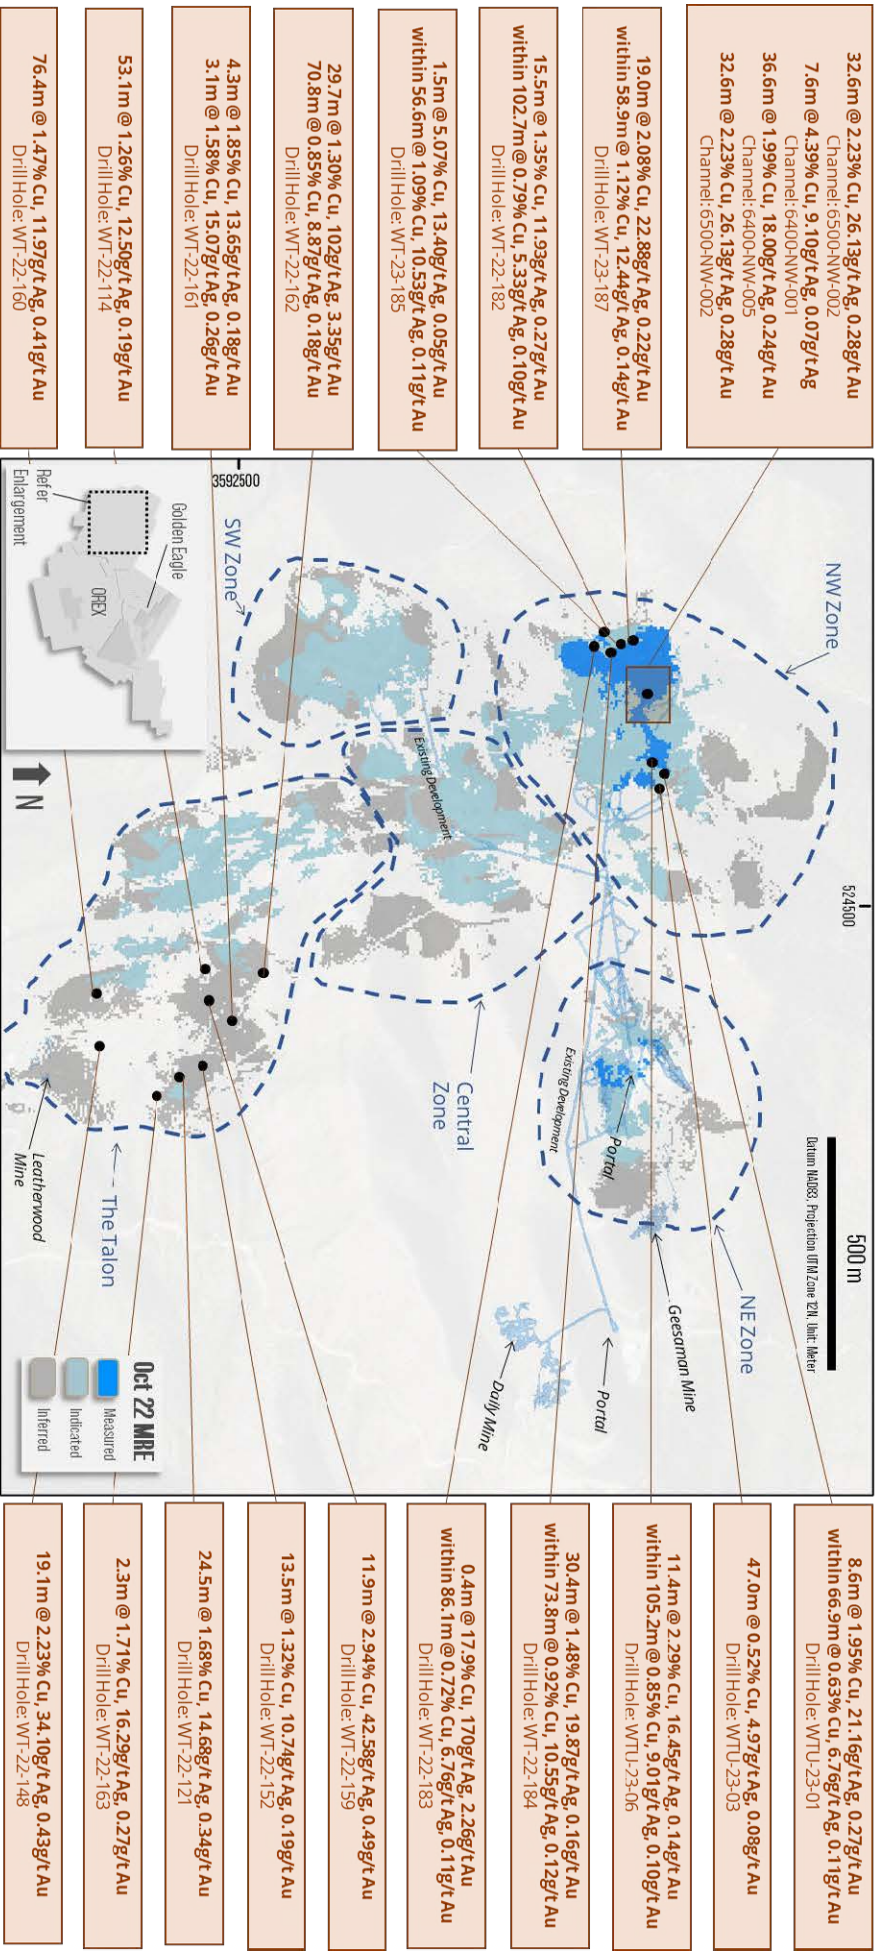 32.6m @ 2.23% Cu, 26.13g/t Ag, 0.28g/t Au
Channel: 6500-NW-002
7.6m @ 4.39% Cu, 9.10g/t Ag, 0.07g/t Ag
Channel: 6400-NW-001
36.6m @ 1.99% Cu, 18.00g/t Ag, 0.24g/t Au
Channel: 6400-NW-005
32.6m @ 2.23% Cu, 26.13g/t Ag, 0.28g/t Au
Channel: 6500-NW-002
19.0m @ 2.08% Cu, 22.88g/t Ag, 0.22g/t Au
within 58.9m @ 1.12% Cu, 12.44g/t Ag, 0.14g/t Au
Drill Hole: WT-23-187
15.5m @ 1.35% Cu, 11.93g/t Ag, 0.27g/t Au
within 102.7m @ 0.79% Cu, 5.33g/t Ag, 0.10g/t Au
Drill Hole: WT-22-182
1.5m @ 5.07% Cu, 13.40g/t Ag, 0.05g/t Au
within 56.6m @ 1.09% Cu, 10.53g/t Ag, 0.11g/t Au
Drill Hole: WT-23-185
29.7m @ 1.30% Cu, 102g/t Ag, 3.35g/t Au
70.8m @ 0.85% Cu, 8.87g/t Ag, 0.18g/t Au
Drill Hole: WT-22-162
4.3m @ 1.85% Cu, 13.65g/t Ag, 0.18g/t Au
3.1m @ 1.58% Cu, 15.07g/t Ag, 0.26g/t Au
Drill Hole: WT-22-161
53.1m @ 1.26% Cu, 12.50g/t Ag, 0.19g/t Au
Drill Hole: WT-22-114
76.4m @ 1.47% Cu, 11.97g/t Ag, 0.41g/t Au
Drill Hole: WT-22-160
524500
500 m
Datum NAD83, Projection UTM Zone 12N, Unit: Meter
NW Zone
NE Zone
Geesaman Mine
Portal
Portal
Daily Mine
Existing Development
Existing Development
Central
Zone
SW Zone
3592500
The Talon
Leatherwood
Mine
Golden Eagle
OREX
Refer
Enlargement
N
Oct 22 MRE
Measured
Indicated
Inferred
8.6m @ 1.95% Cu, 21.16g/t Ag, 0.27g/t Au
within 66.9m @ 0.63% Cu, 6.76g/t Ag, 0.11g/t Au
Drill Hole: WTU-23-01
47.0m @ 0.52% Cu, 4.97g/t Ag, 0.08g/t Au
Drill Hole: WTU-23-03
11.4m @ 2.29% Cu, 16.45g/t Ag, 0.14g/t Au
within 105.2m @ 0.85% Cu, 9.01g/t Ag, 0.10g/t Au
Drill Hole: WTU-23-06
30.4m @ 1.48% Cu, 19.87g/t Ag, 0.16g/t Au
within 73.8m @ 0.92% Cu, 10.55g/t Ag, 0.12g/t Au
Drill Hole: WT-22-184
0.4m @ 17.9% Cu, 170g/t Ag, 2.26g/t Au
within 86.1m @ 0.72% Cu, 6.76g/t Ag, 0.11g/t Au
Drill Hole: WT-22-183
11.9m @ 2.94% Cu, 42.58g/t Ag, 0.49g/t Au
Drill Hole: WT-22-159
13.5m @ 1.32% Cu, 10.74g/t Ag, 0.19g/t Au
Drill Hole: WT-22-152
24.5m @ 1.68% Cu, 14.68g/t Ag, 0.34g/t Au
Drill Hole: WT-22-121
2.3m @ 1.71% Cu, 16.29g/t Ag, 0.27g/t Au
Drill Hole: WT-22-163
19.1m @ 2.23% Cu, 34.10g/t Ag, 0.43g/t Au
Drill Hole: WT-22-148